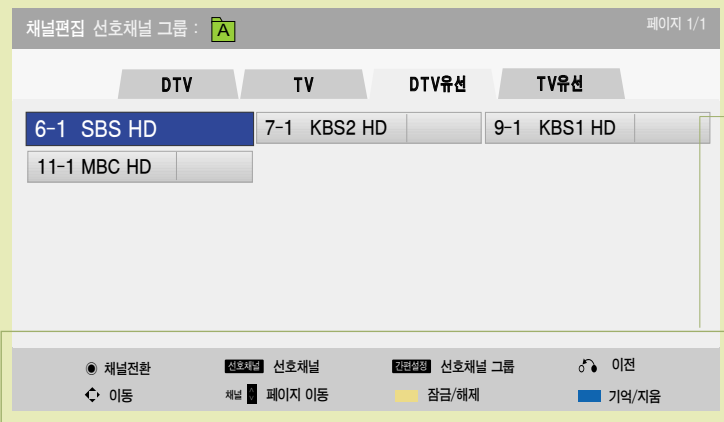 채널편집 선호채널 그룹 : A 페이지 1/1
DTV TV DTV유선 TV유선
6-1 SBS HD 7-1 KBS2 HD 9-1 KBS1 HD
11-1 MBC HD
채널전환 선호채널 선호채널 간편설정 선호채널 그룹 이전
이동 채널 페이지 이동 잠금/해제 기억/지움